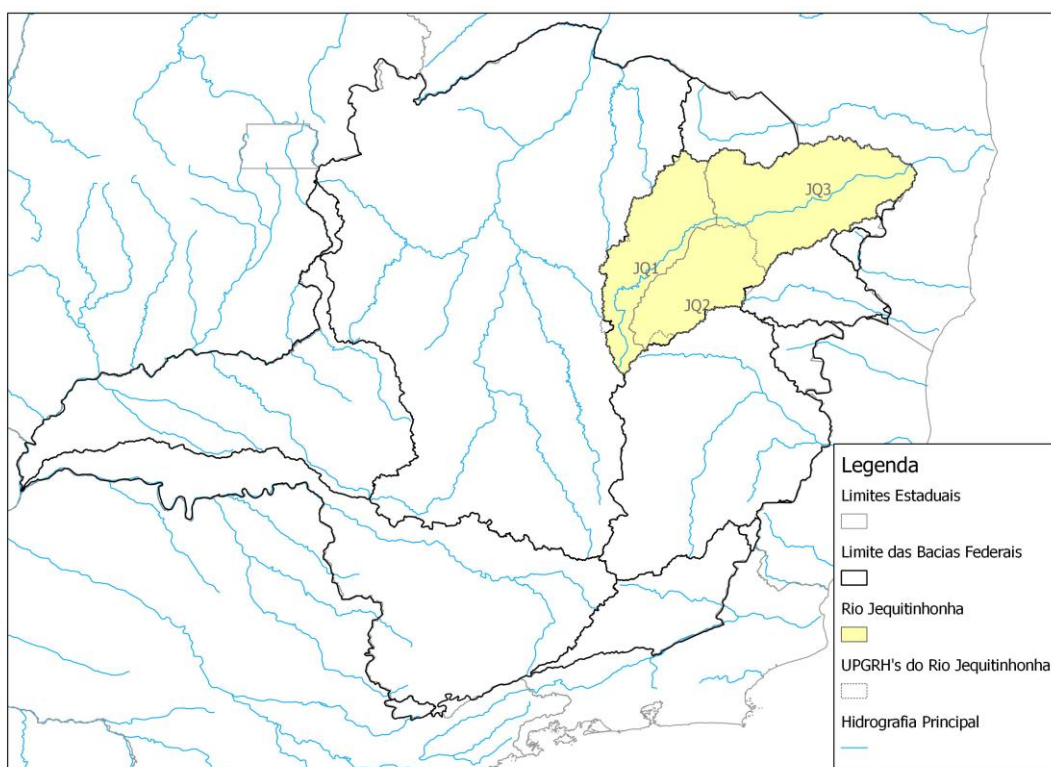 JQ3
JQ1
JQ2
Legenda
Limites Estaduais
Limite das Bacias Federais
Rio Jequitinhonha
UPGRH's do Rio Jequitinhonha
Hidrografia Principal